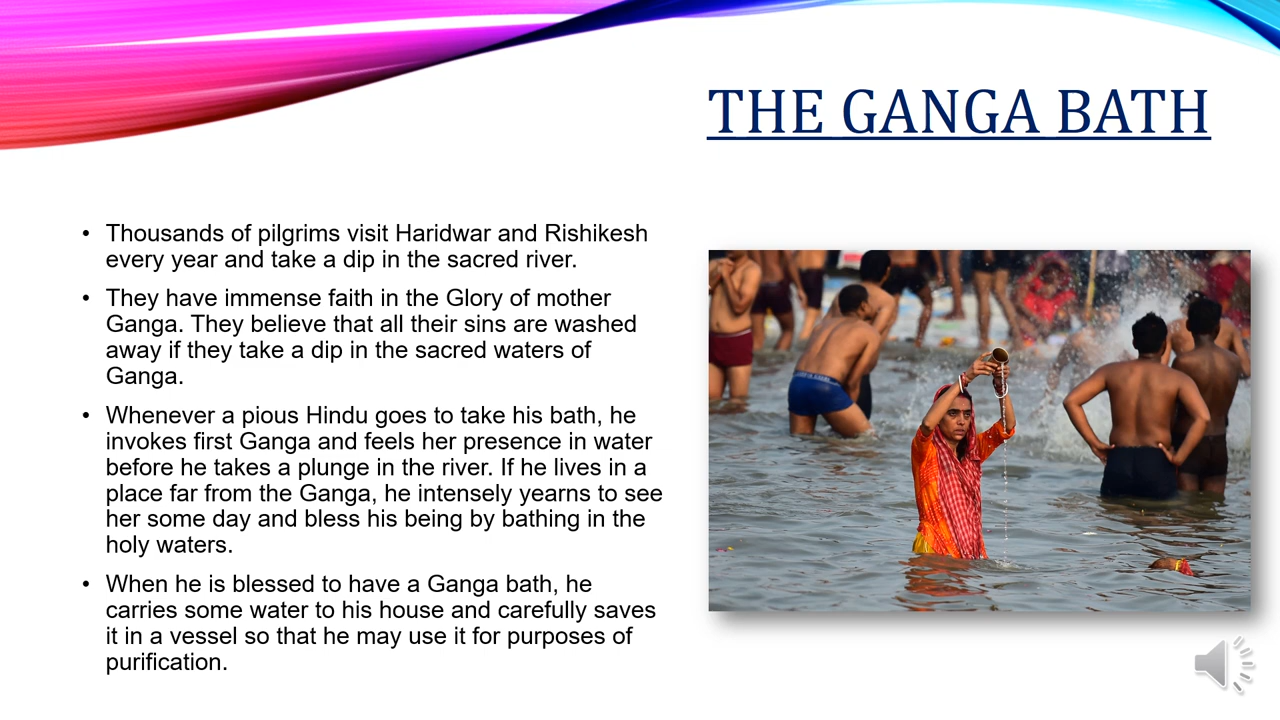 THE GANGA BATH
• Thousands of pilgrims visit Haridwar and Rishikesh
every year and take a dip in the sacred river.
• They have immense faith in the Glory of mother
Ganga. They believe that all their sins are washed
away if they take a dip in the sacred waters of
Ganga.
• Whenever a pious Hindu goes to take his bath, he
invokes first Ganga and feels her presence in water
before he takes a plunge in the river. If he lives in a
place far from the Ganga, he intensely yearns to see
her some day and bless his being by bathing in the
holy waters.
• When he is blessed to have a Ganga bath, he
carries some water to his house and carefully saves
it in a vessel so that he may use it for purposes of
purification.